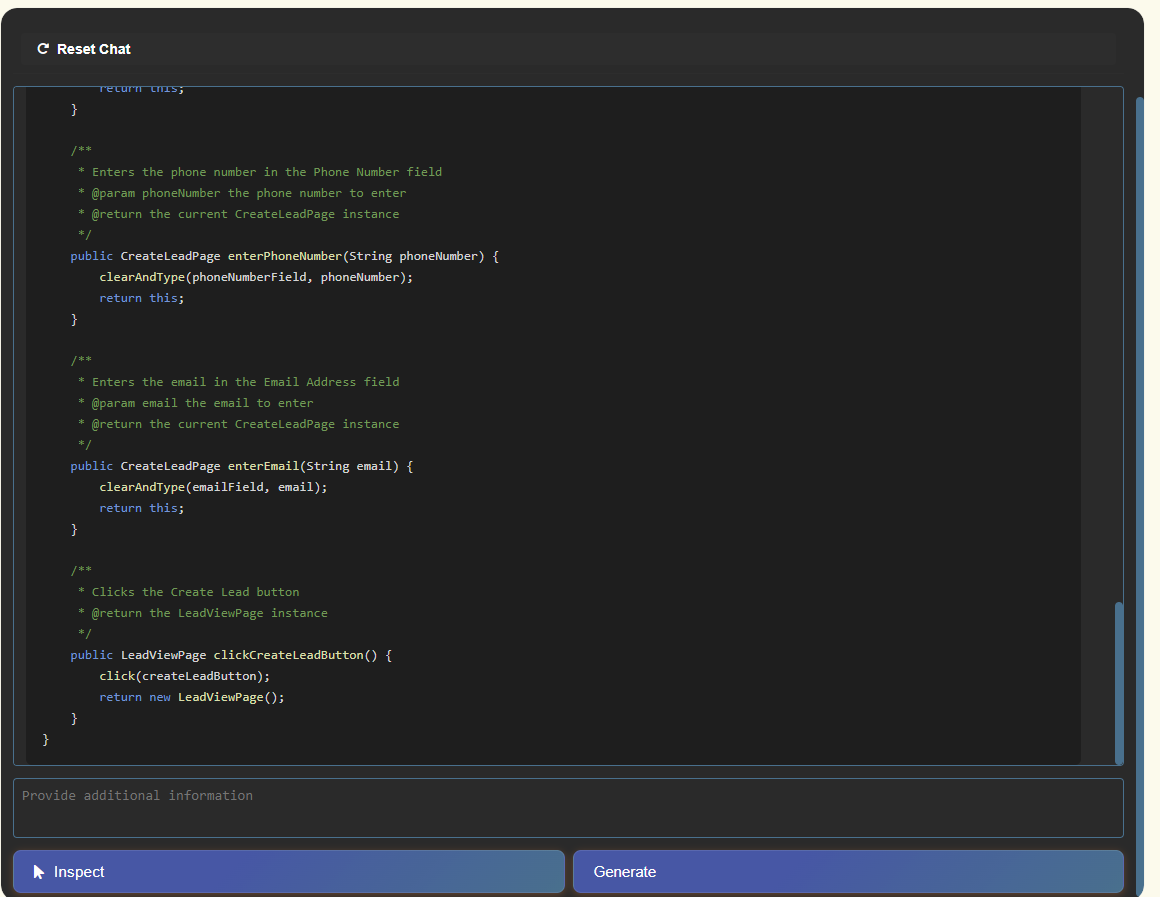 Reset Chat
return this;
}
/**
* Enters the phone number in the Phone Number field
* @param phoneNumber the phone number to enter
* @return the current CreateLeadPage instance
*/
public CreateLeadPage enterPhoneNumber(String phoneNumber) {
clearAndType(phoneNumberField, phoneNumber);
return this;
}
/**
* Enters the email in the Email Address field
* @param email the email to enter
* @return the current CreateLeadPage instance
*/
public CreateLeadPage enterEmail(String email) {
clearAndType(emailField, email);
return this;
}
/**
* Clicks the Create Lead button
* @return the LeadViewPage instance
*/
public LeadViewPage clickCreateLeadButton() {
click(createLeadButton);
return new LeadViewPage();
}
}
Provide additional information
Inspect
Generate